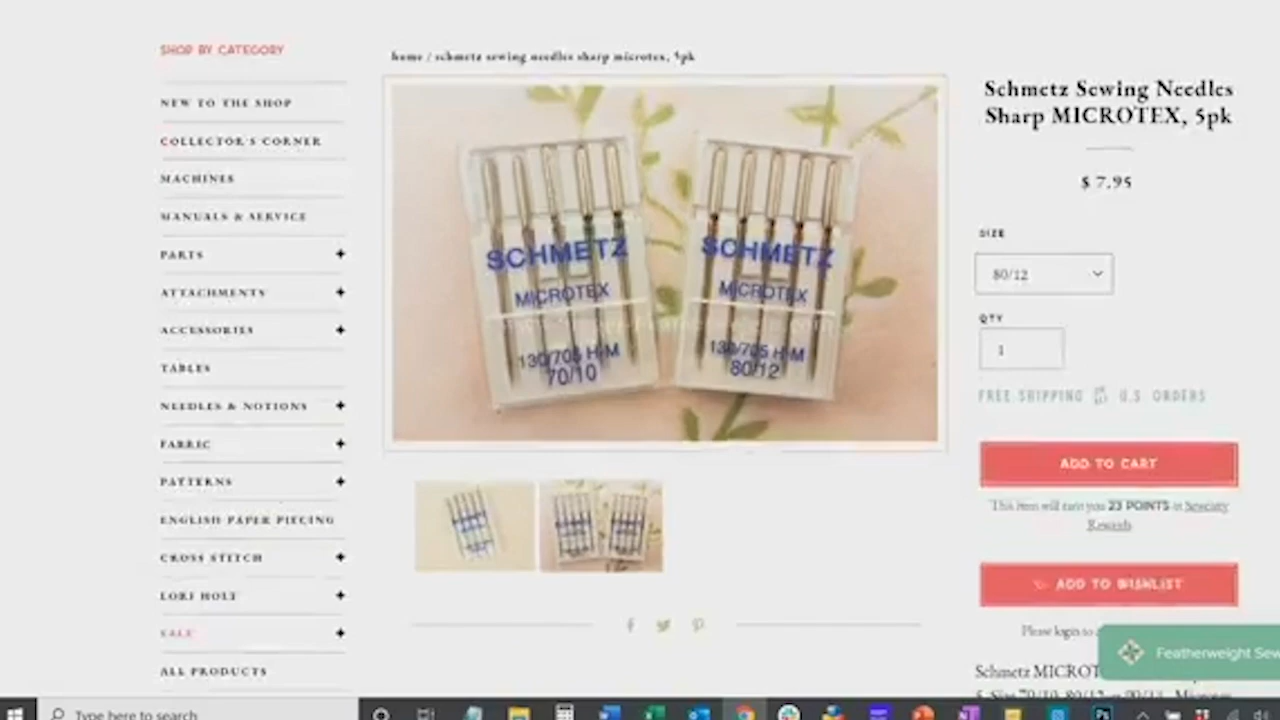 SHOP BY CATEGORY
NEW TO THE SHOP
COLLECTOR'S CORNER
MACHINES
MANUALS & SERVICE
PARTS
ATTACHMENTS
ACCESSORIES
TABLES
NEEDLES & NOTIONS
FABRIC
PATTERNS
ENGLISH PAPER PIECING
CROSS STITCH
LORI HOLT
SALE
ALL PRODUCTS
home / schmetz sewing needles sharp microtex, 5pk
SCHMETZ
MICROTEX
130/705 H-M
70/10
SCHMETZ
MICROTEX
130/705 H-M
80/12
Schmetz Sewing Needles
Sharp MICROTEX, 5pk
$ 7.95
SIZE
80/12
QTY
1
FREE SHIPPING ON ALL U.S. ORDERS
ADD TO CART
This item will earn you 23 POINTS in
Rewards
ADD TO WISHLIST
Please login to
Featherweight Sew
Schmetz MICROT
Type here to search